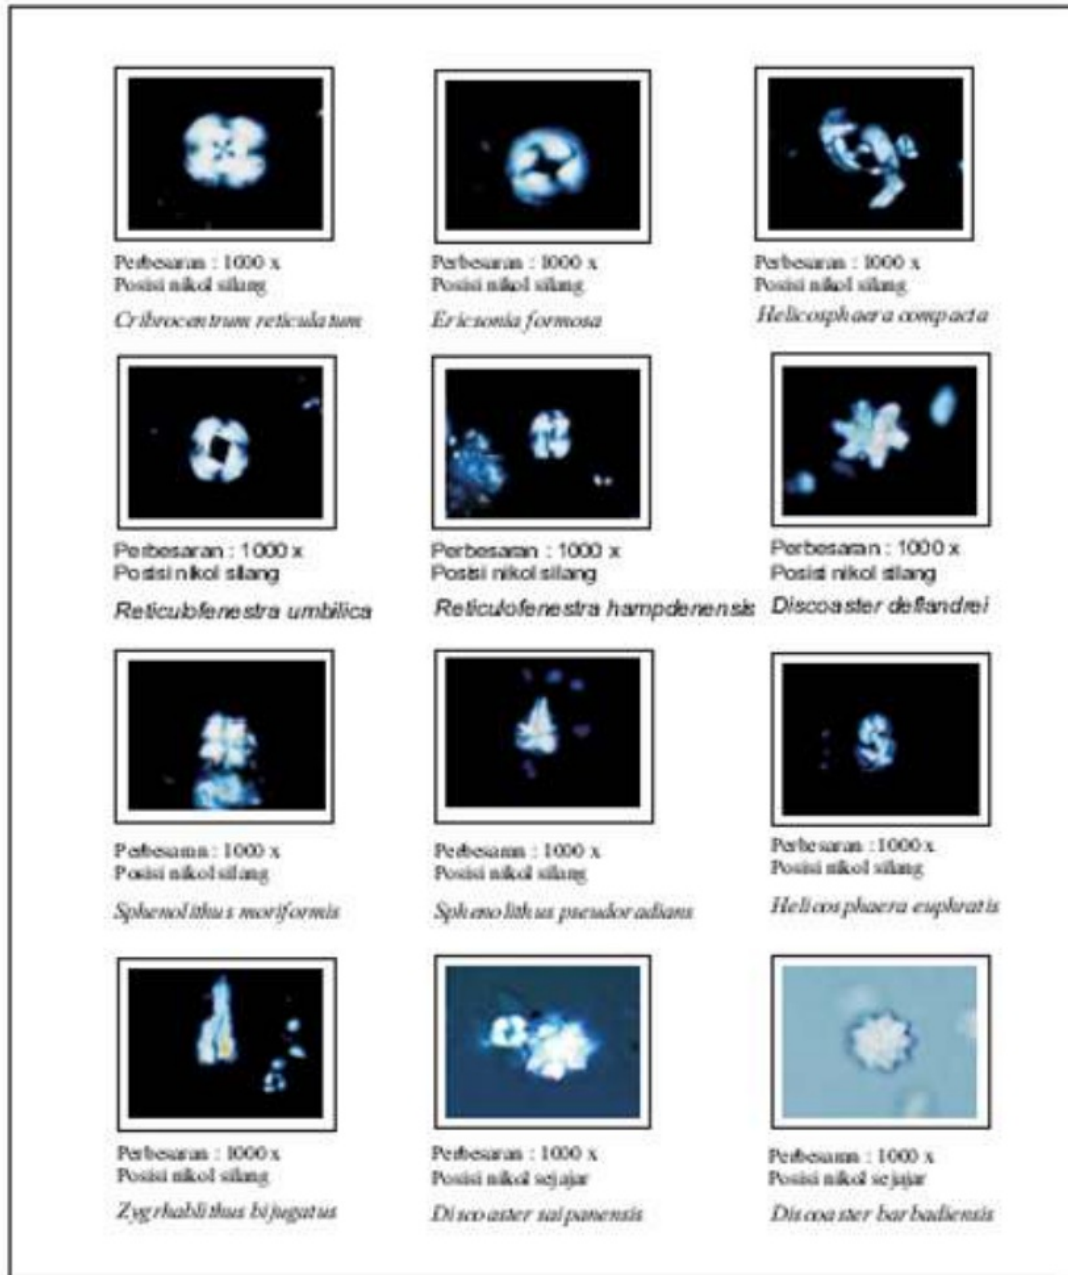 Perbesaran : 1000 x
Posisi nikol silang
Cribrocentrum reticulatum
Perbesaran : 1000 x
Posisi nikol silang
Ericsonia formosa
Perbesaran : 1000 x
Posisi nikol silang
Helicosphaera compacta
Perbesaran : 1000 x
Posisi nikol silang
Reticulofenestra umbilica
Perbesaran : 1000 x
Posisi nikol silang
Reticulofenestra hampdenensis
Perbesaran : 1000 x
Posisi nikol silang
Discoaster deflandrei
Perbesaran : 1000 x
Posisi nikol silang
Sphenolithus moriformis
Perbesaran : 1000 x
Posisi nikol silang
Sphenolithus pseudoradians
Perbesaran : 1000 x
Posisi nikol silang
Helicosphaera euphratis
Perbesaran : 1000 x
Posisi nikol silang
Zygrhablithus bijugatus
Perbesaran : 1000 x
Posisi nikol sejajar
Discoaster saipanensis
Perbesaran : 1000 x
Posisi nikol sejajar
Discoaster barbadiensis